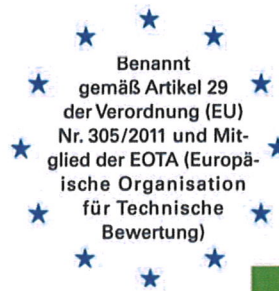 Benannt
gemäß Artikel 29
der Verordnung (EU)
Nr. 305/2011 und Mit-
glied der EOTA (Europä-
ische Organisation
für Technische
Bewertung)